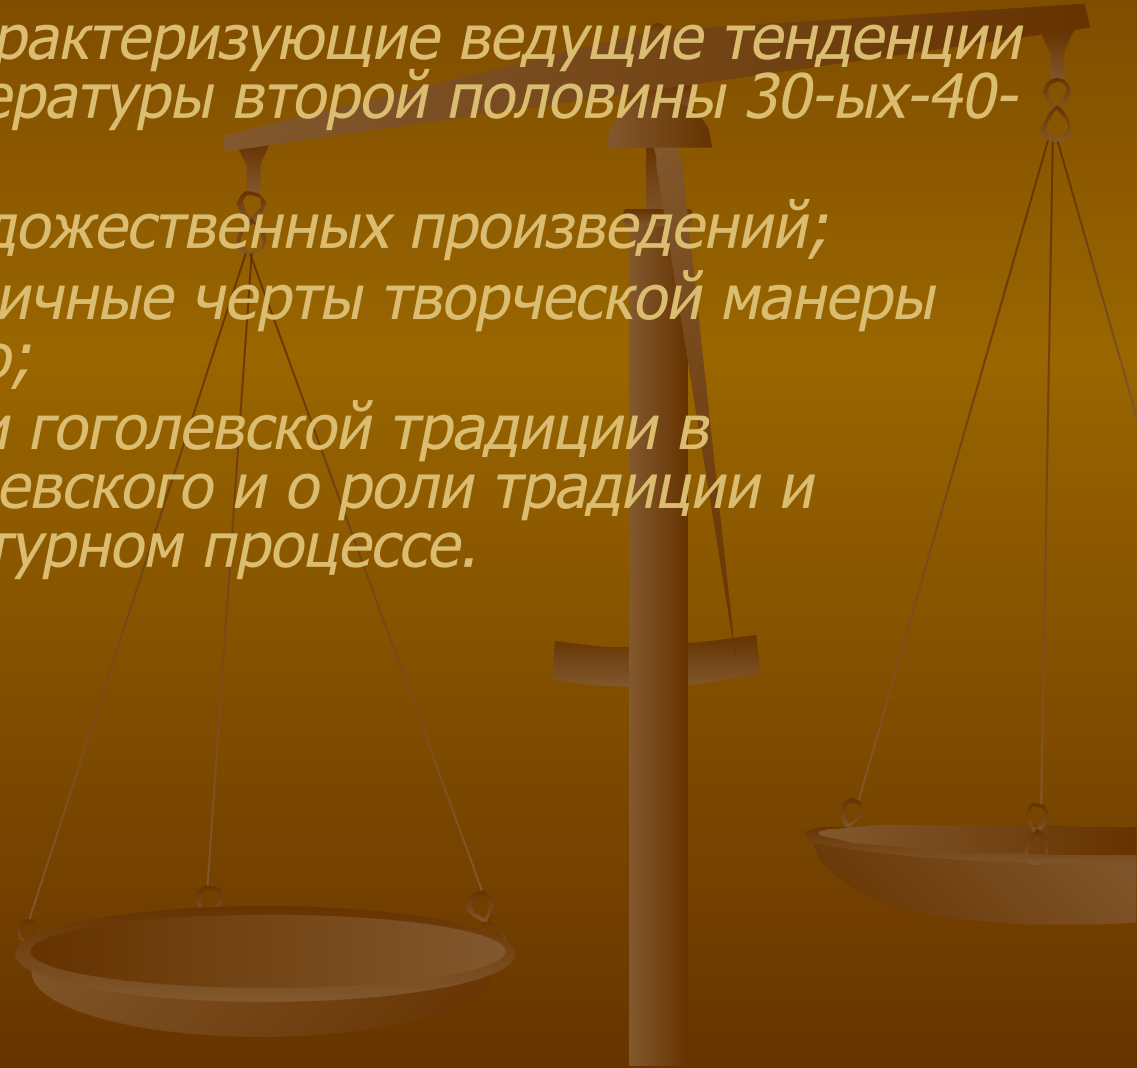 рактеризующие ведущие тенденции
ературы второй половины 30-ых-40-
дожественных произведений;
ичные черты творческой манеры
о;
и гоголевской традиции в
евского и о роли традиции и
турном процессе.